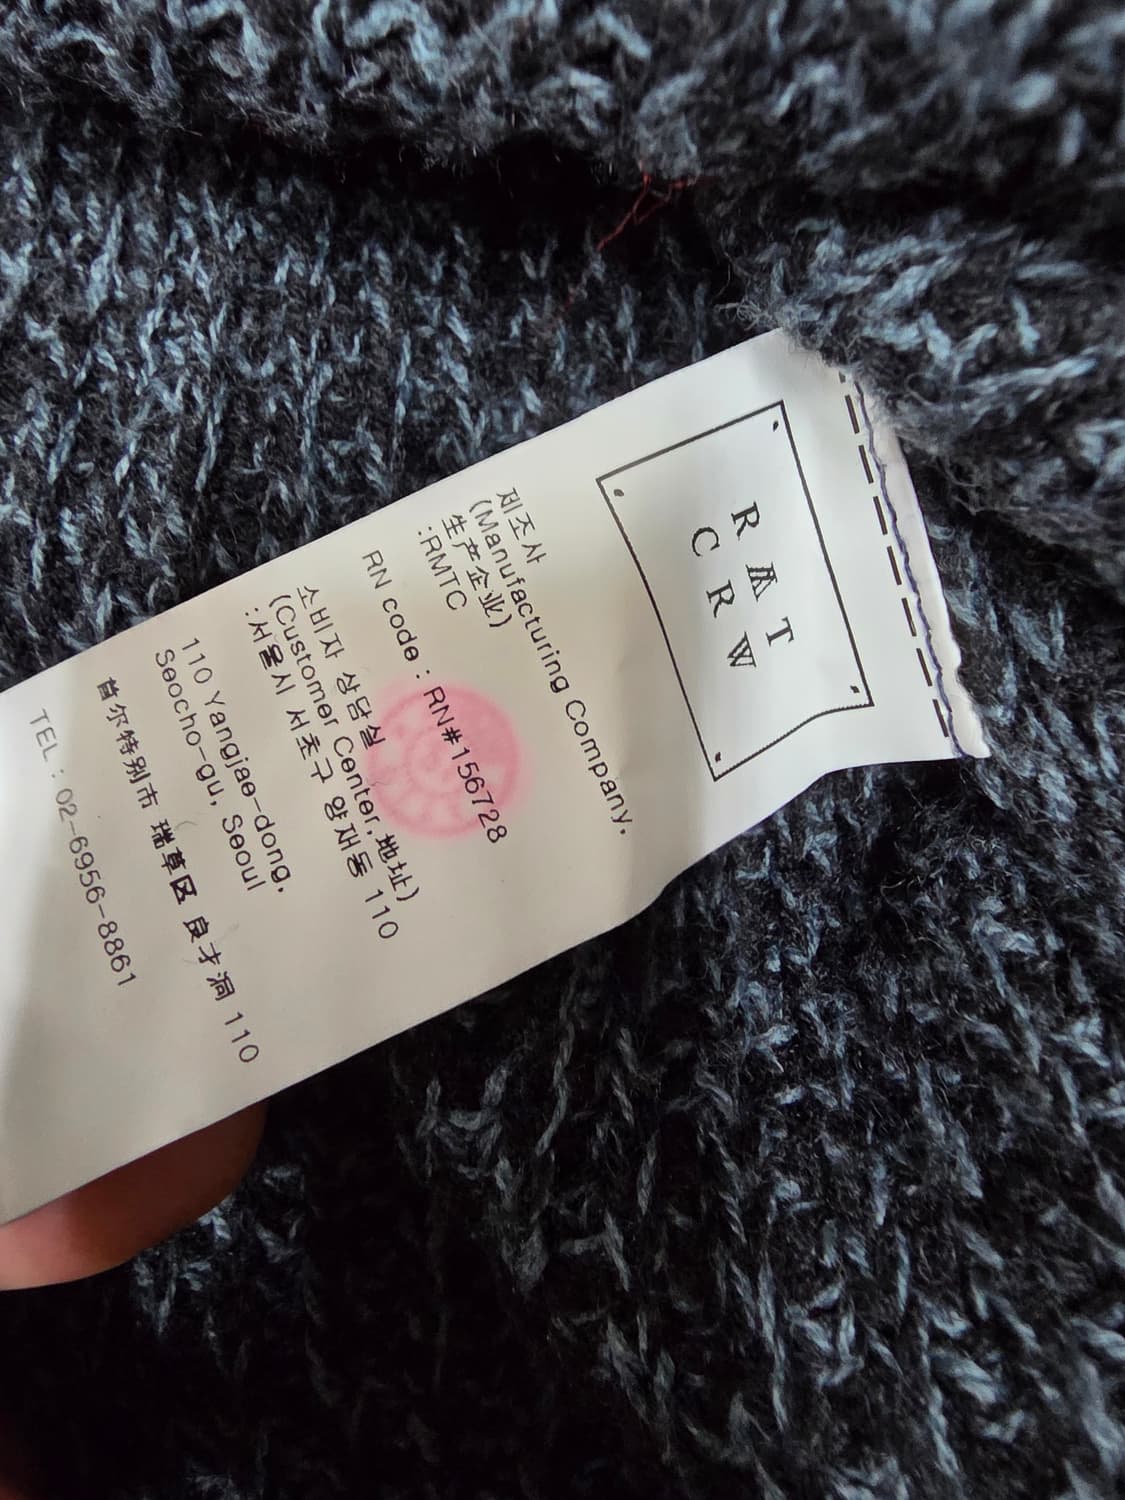 RAT
CRW
제조사
(Manufacturing Company,
生产企业)
:RMTC
RN code : RN#156728
소비자 상담실
(Customer Center,地址)
:서울시 서초구 양재동 110
110 Yangjae-dong,
Seocho-gu, Seoul
首尔特别市 瑞草区 良才洞 110
TEL : 02-6956-8861